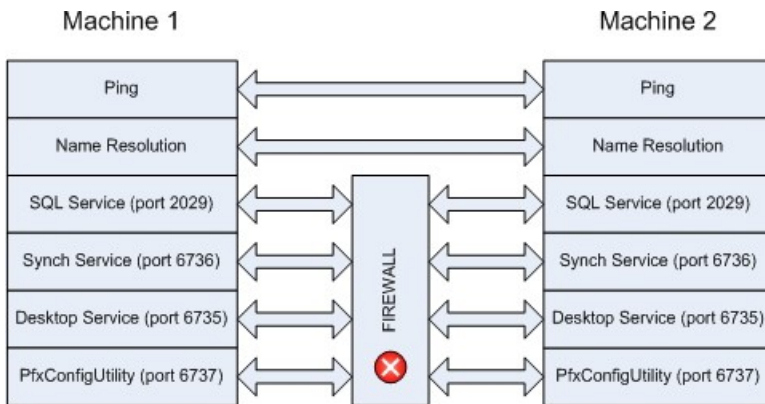 Machine 1
Machine 2
Ping
Ping
Name Resolution
Name Resolution
SQL Service (port 2029)
SQL Service (port 2029)
Synch Service (port 6736)
Synch Service (port 6736)
Desktop Service (port 6735)
Desktop Service (port 6735)
PfxConfigUtility (port 6737)
PfxConfigUtility (port 6737)
FIREWALL